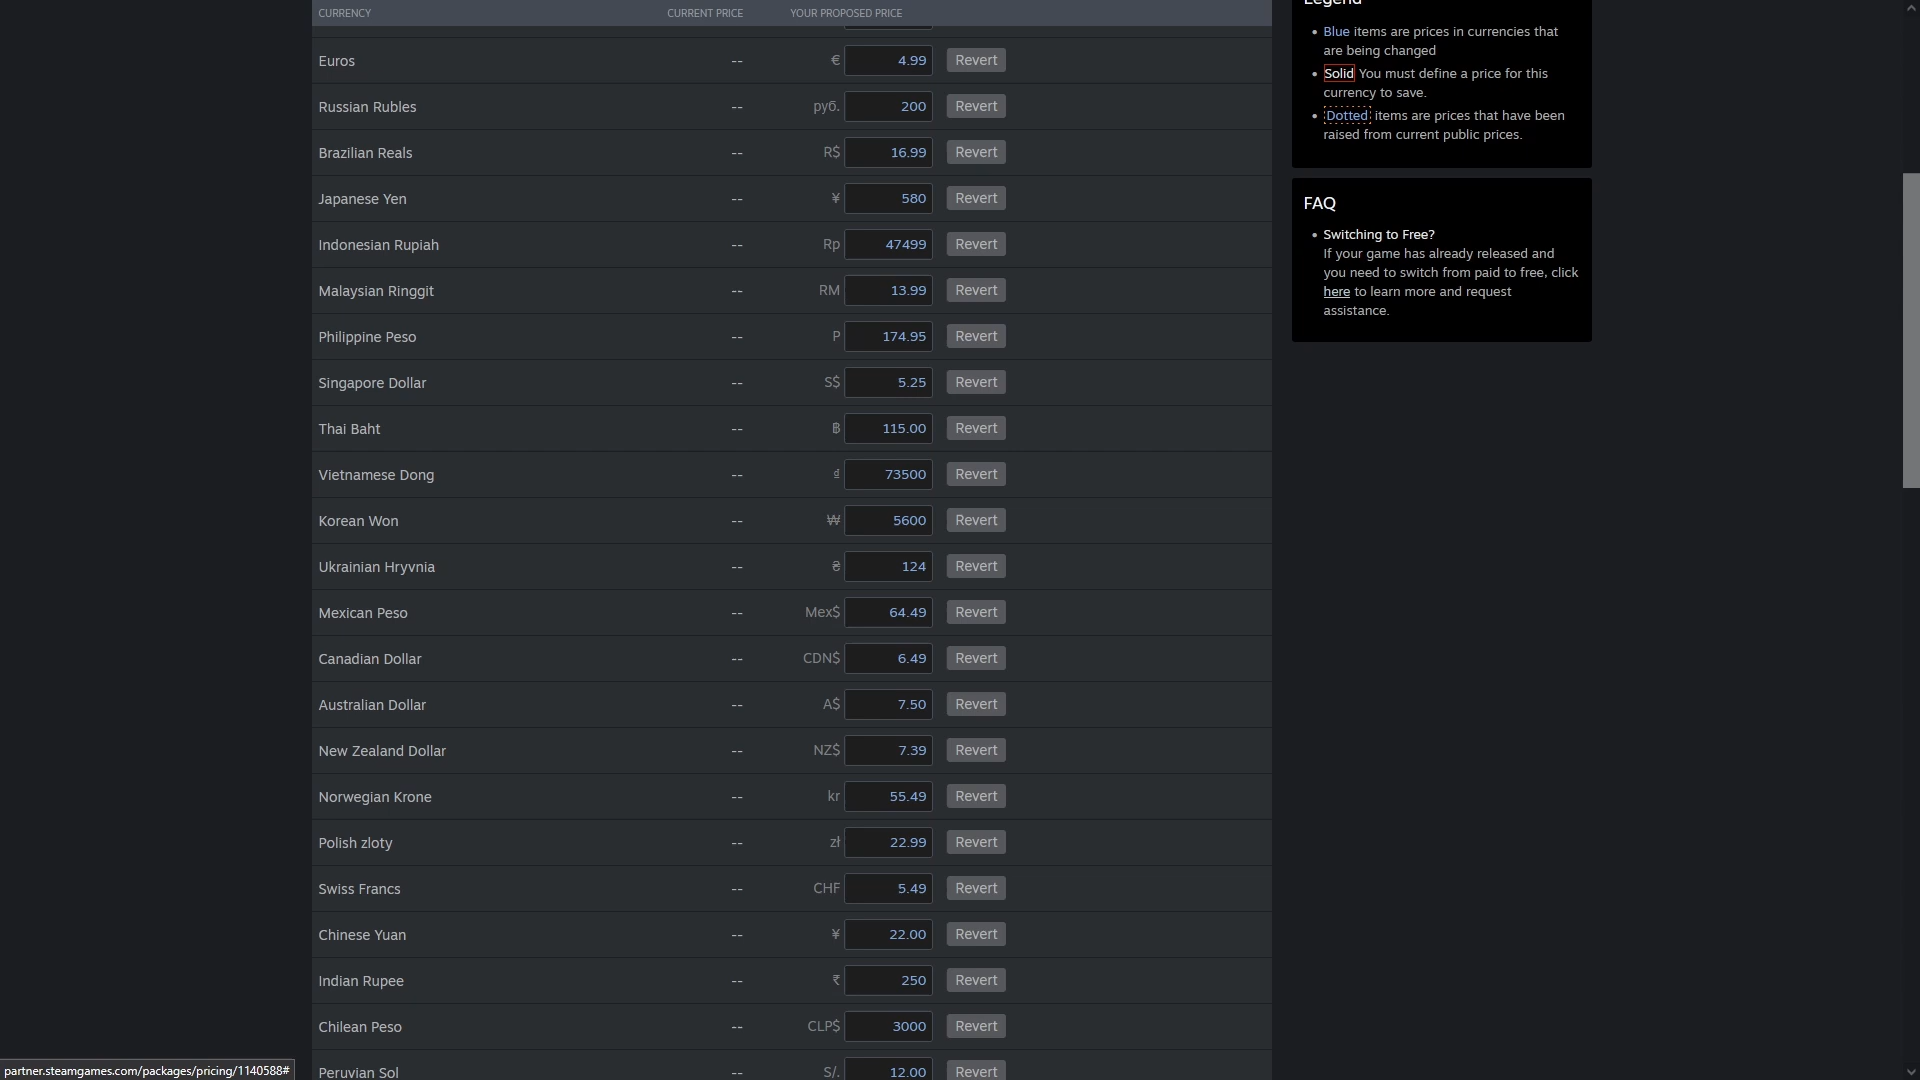 CURRENCY CURRENT PRICE YOUR PROPOSED PRICE
Euros -- € 4.99 Revert
Russian Rubles -- руб. 200 Revert
Brazilian Reals -- R$ 16.99 Revert
Japanese Yen -- ¥ 580 Revert
Indonesian Rupiah -- Rp 47499 Revert
Malaysian Ringgit -- RM 13.99 Revert
Philippine Peso -- P 174.95 Revert
Singapore Dollar -- S$ 5.25 Revert
Thai Baht -- ฿ 115.00 Revert
Vietnamese Dong -- ₫ 73500 Revert
Korean Won -- ₩ 5600 Revert
Ukrainian Hryvnia -- ₴ 124 Revert
Mexican Peso -- Mex$ 64.49 Revert
Canadian Dollar -- CDN$ 6.49 Revert
Australian Dollar -- A$ 7.50 Revert
New Zealand Dollar -- NZ$ 7.39 Revert
Norwegian Krone -- kr 55.49 Revert
Polish zloty -- zł 22.99 Revert
Swiss Francs -- CHF 5.49 Revert
Chinese Yuan -- ¥ 22.00 Revert
Indian Rupee -- ₹ 250 Revert
Chilean Peso -- CLP$ 3000 Revert
Peruvian Sol -- S/. 12.00 Revert
Legend
• Blue items are prices in currencies that
are being changed
• Solid You must define a price for this
currency to save.
• Dotted items are prices that have been
raised from current public prices.
FAQ
• Switching to Free?
If your game has already released and
you need to switch from paid to free, click
here to learn more and request
assistance.
partner.steamgames.com/packages/pricing/1140588#